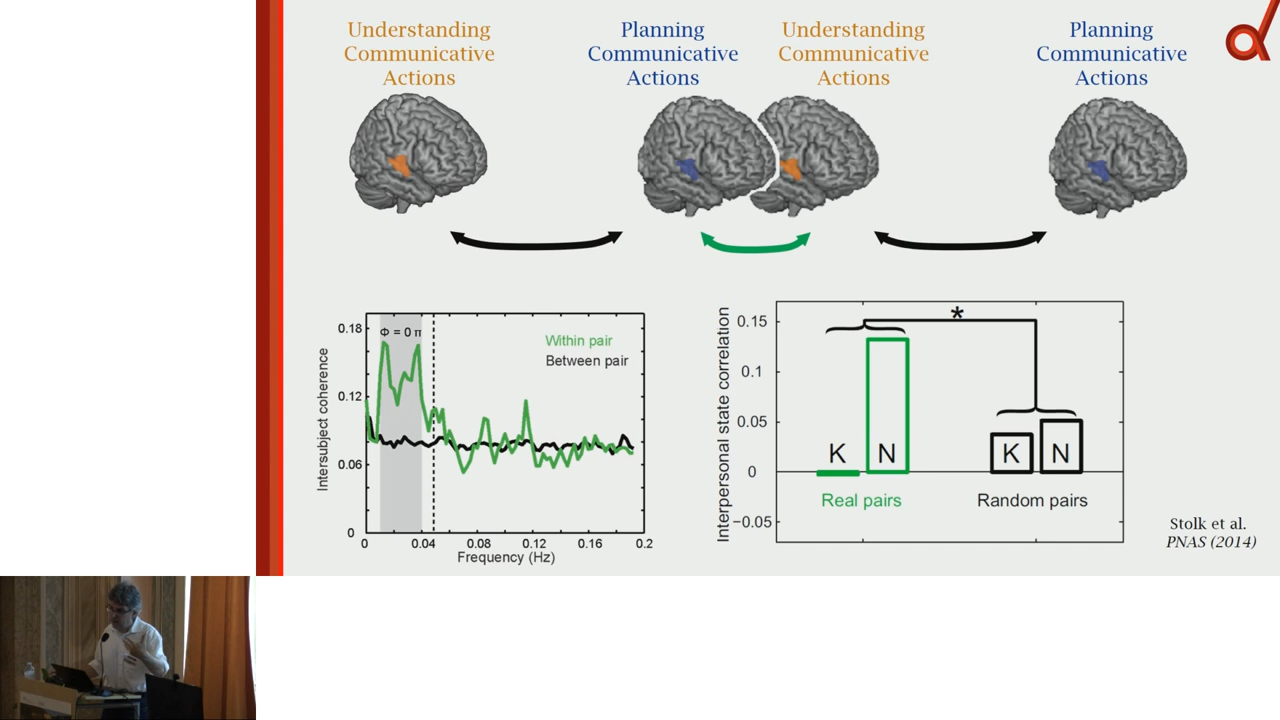 Understanding
Communicative
Actions
Planning
Communicative
Actions
Understanding
Communicative
Actions
Planning
Communicative
Actions
0.18
0.12
0.06
0
Intersubject coherence
Φ = 0 π
Within pair
Between pair
0
0.04
0.08
0.12
0.16
0.2
Frequency (Hz)
Interpersonal state correlation
0.15
0.1
0.05
0
−0.05
*
K
N
K
N
Real pairs
Random pairs
Stolk et al.
PNAS (2014)